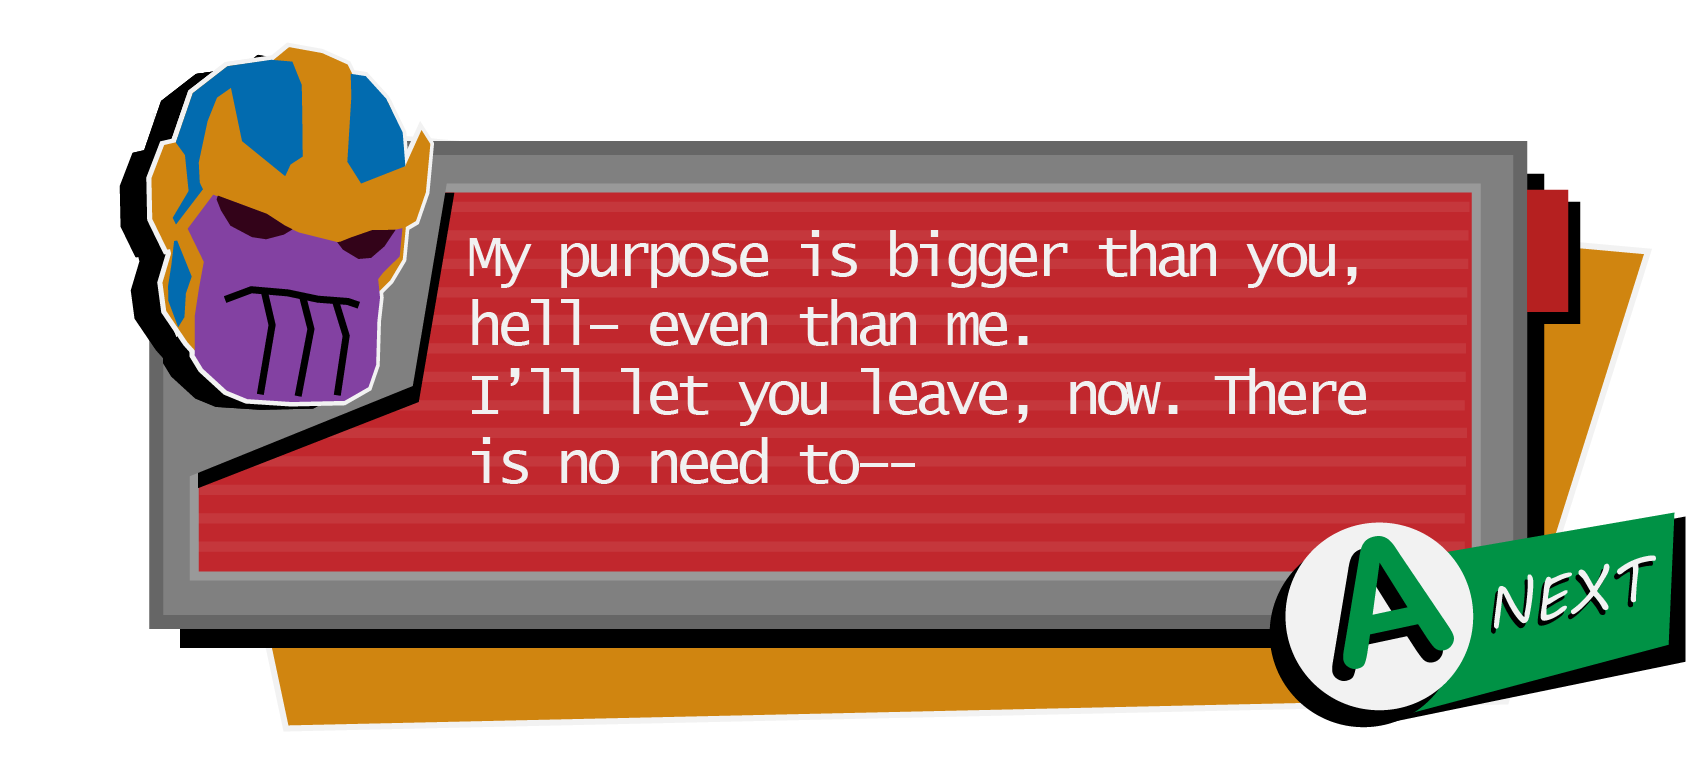 My purpose is bigger than you,
hell— even than me.
I’ll let you leave, now. There
is no need to——
A NEXT